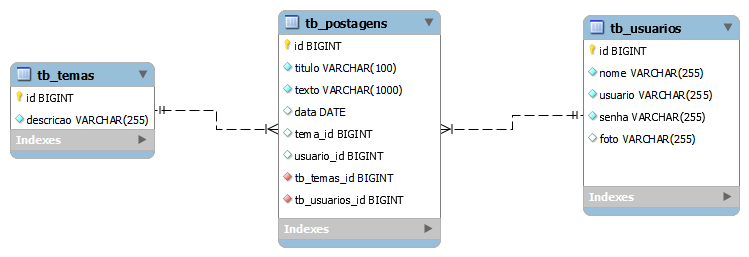 tb_temas
id BIGINT
descricao VARCHAR(255)
Indexes
tb_postagens
id BIGINT
titulo VARCHAR(100)
texto VARCHAR(1000)
data DATE
tema_id BIGINT
usuario_id BIGINT
tb_temas_id BIGINT
tb_usuarios_id BIGINT
Indexes
tb_usuarios
id BIGINT
nome VARCHAR(255)
usuario VARCHAR(255)
senha VARCHAR(255)
foto VARCHAR(255)
Indexes